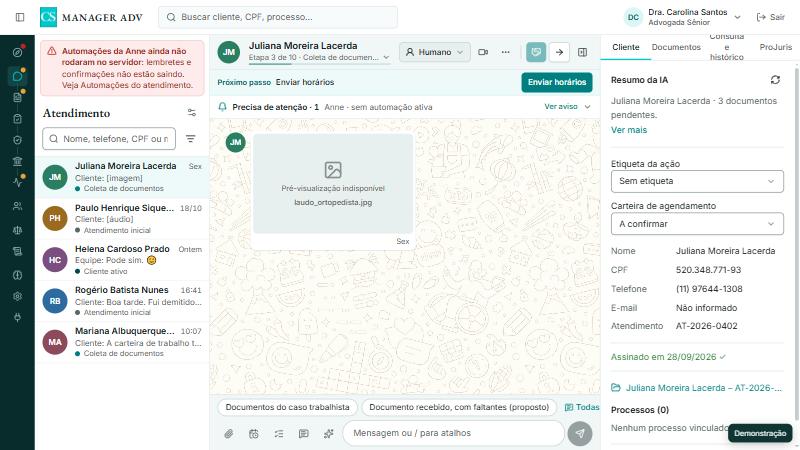 CS MANAGER ADV
Buscar cliente, CPF, processo...
DC
Dra. Carolina Santos
Advogada Sênior
Sair
Automações da Anne ainda não
rodaram no servidor: lembretes e
confirmações não estão saindo.
Veja Automações do atendimento.
Atendimento
Nome, telefone, CPF ou n
JM
Juliana Moreira Lacerda
Sex
Cliente: [imagem]
Coleta de documentos
PH
Paulo Henrique Sique...
18/10
Cliente: [áudio]
Atendimento inicial
HC
Helena Cardoso Prado
Ontem
Equipe: Pode sim. 😊
Cliente ativo
RB
Rogério Batista Nunes
16:41
Cliente: Boa tarde. Fui demitido...
Atendimento inicial
MA
Mariana Albuquerque...
10:07
Cliente: A carteira de trabalho t...
Coleta de documentos
JM
Juliana Moreira Lacerda
Etapa 3 de 10 · Coleta de documen...
Humano
Próximo passo Enviar horários
Enviar horários
Precisa de atenção · 1 Anne · sem automação ativa
Ver aviso
JM
Pré-visualização indisponível
laudo_ortopedista.jpg
Sex
Documentos do caso trabalhista
Documento recebido, com faltantes (proposto)
Todas
Mensagem ou / para atalhos
Cliente
Documentos
Consulta
e
histórico
ProJuris
Resumo da IA
Juliana Moreira Lacerda · 3 documentos
pendentes.
Ver mais
Etiqueta da ação
Sem etiqueta
Carteira de agendamento
A confirmar
Nome Juliana Moreira Lacerda
CPF 520.348.771-93
Telefone (11) 97644-1308
E-mail Não informado
Atendimento AT-2026-0402
Assinado em 28/09/2026 ✓
Juliana Moreira Lacerda – AT-2026-...
Processos (0)
Nenhum processo vinculado
Demonstração